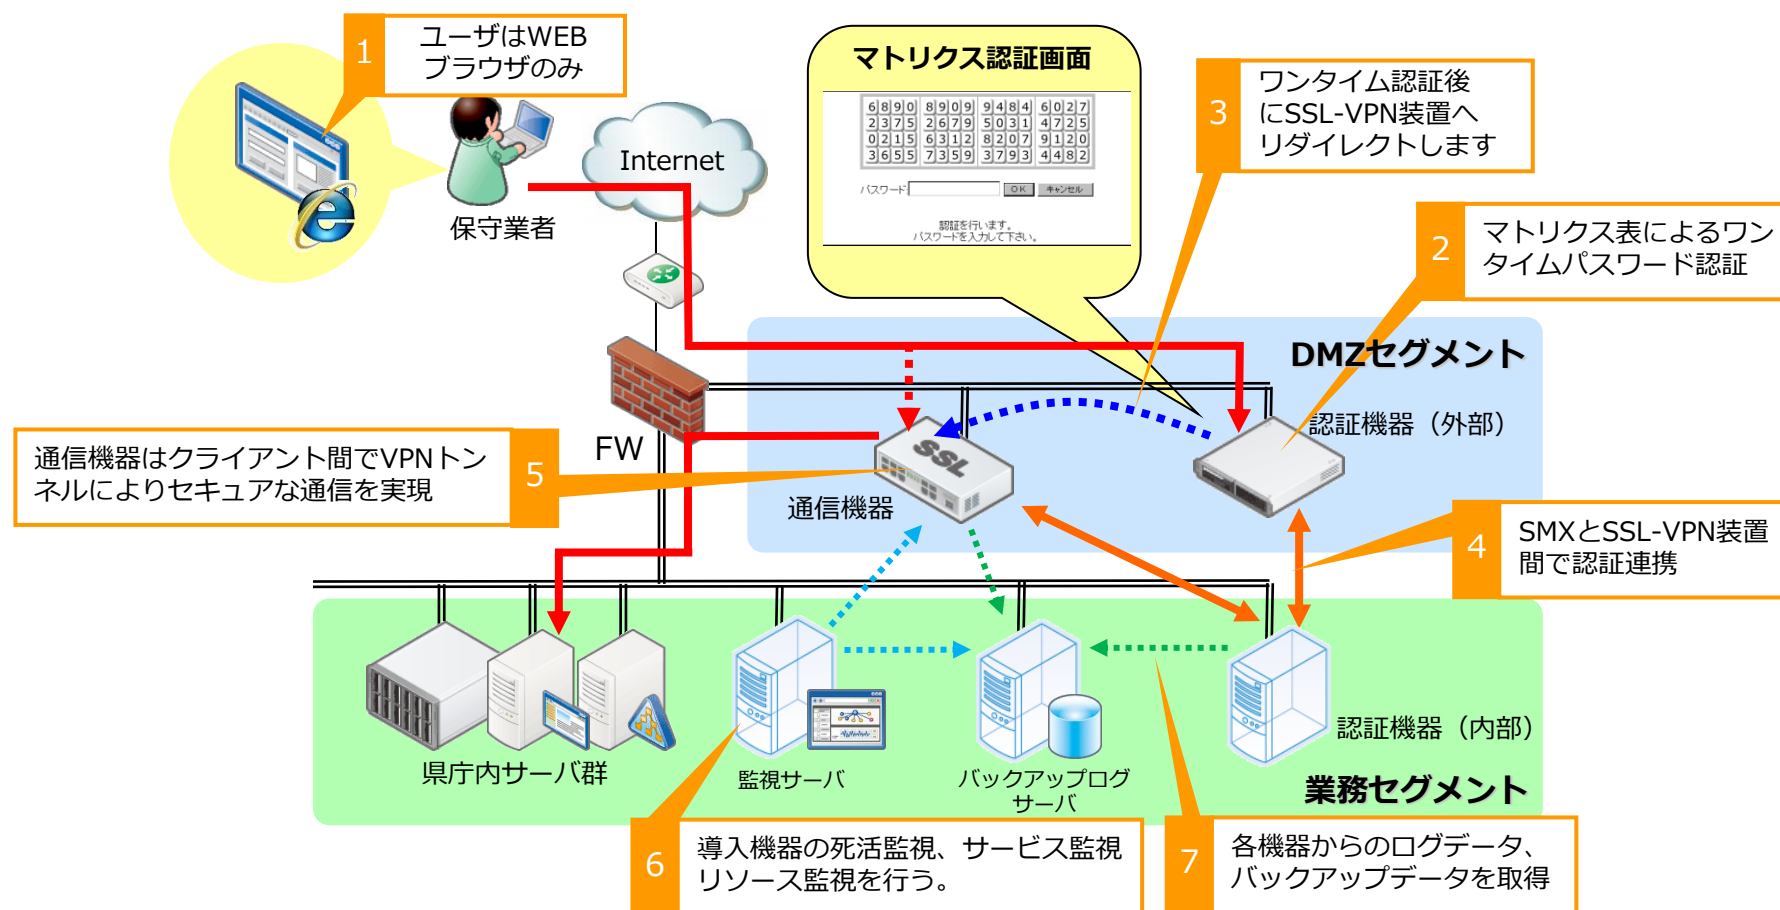 1
ユーザはWEB
ブラウザのみ
保守業者
Internet
マトリクス認証画面
6890 8909 9484 6027
2375 2679 5031 4725
0215 6312 8207 9120
3655 7359 3793 4482
パスワード:
OK キャンセル
認証を行います。
パスワードを入力して下さい。
3
ワンタイム認証後
にSSL-VPN装置へ
リダイレクトします
2
マトリクス表によるワン
タイムパスワード認証
DMZセグメント
認証機器（外部）
FW
SSL
通信機器
5
通信機器はクライアント間でVPNトン
ネルによりセキュアな通信を実現
4
SMXとSSL-VPN装置
間で認証連携
県庁内サーバ群
監視サーバ
バックアップログ
サーバ
認証機器（内部）
業務セグメント
6
導入機器の死活監視、サービス監視
リソース監視を行う。
7
各機器からのログデータ、
バックアップデータを取得